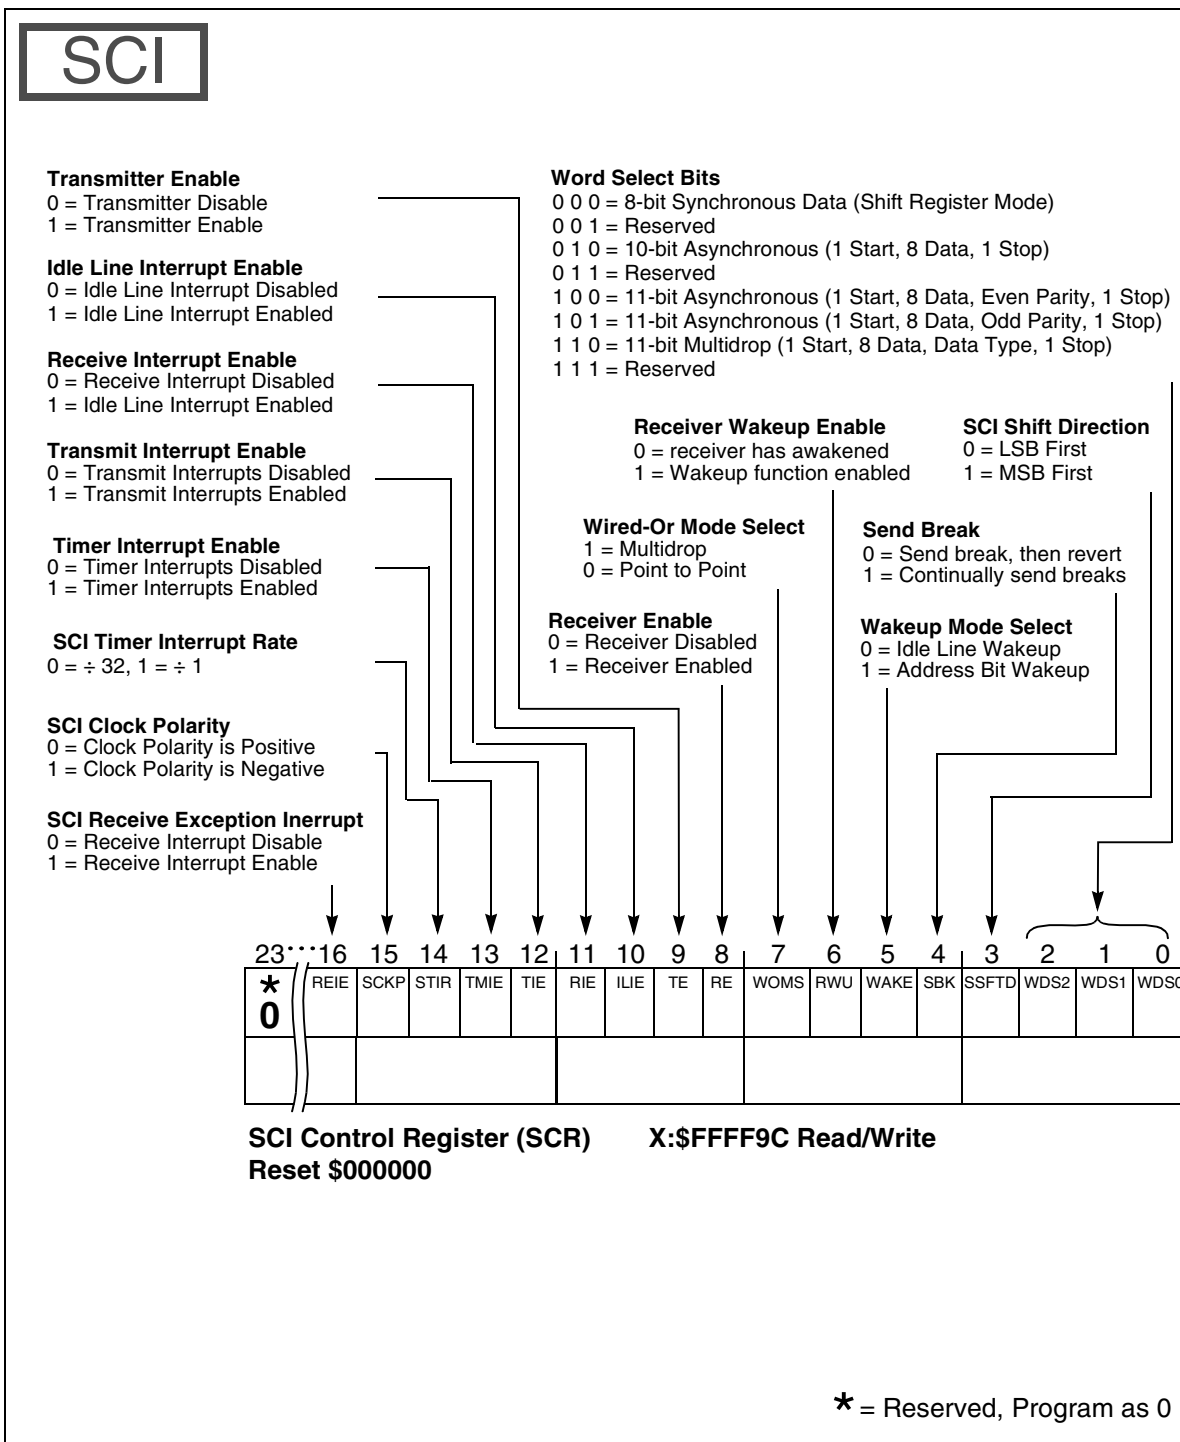 SCI
Transmitter Enable
0 = Transmitter Disable
1 = Transmitter Enable
Idle Line Interrupt Enable
0 = Idle Line Interrupt Disabled
1 = Idle Line Interrupt Enabled
Receive Interrupt Enable
0 = Receive Interrupt Disabled
1 = Idle Line Interrupt Enabled
Transmit Interrupt Enable
0 = Transmit Interrupts Disabled
1 = Transmit Interrupts Enabled
Timer Interrupt Enable
0 = Timer Interrupts Disabled
1 = Timer Interrupts Enabled
SCI Timer Interrupt Rate
0 = ÷ 32, 1 = ÷ 1
SCI Clock Polarity
0 = Clock Polarity is Positive
1 = Clock Polarity is Negative
SCI Receive Exception Inerrupt
0 = Receive Interrupt Disable
1 = Receive Interrupt Enable
Word Select Bits
0 0 0 = 8-bit Synchronous Data (Shift Register Mode)
0 0 1 = Reserved
0 1 0 = 10-bit Asynchronous (1 Start, 8 Data, 1 Stop)
0 1 1 = Reserved
1 0 0 = 11-bit Asynchronous (1 Start, 8 Data, Even Parity, 1 Stop)
1 0 1 = 11-bit Asynchronous (1 Start, 8 Data, Odd Parity, 1 Stop)
1 1 0 = 11-bit Multidrop (1 Start, 8 Data, Data Type, 1 Stop)
1 1 1 = Reserved
Receiver Wakeup Enable
0 = receiver has awakened
1 = Wakeup function enabled
SCI Shift Direction
0 = LSB First
1 = MSB First
Wired-Or Mode Select
1 = Multidrop
0 = Point to Point
Send Break
0 = Send break, then revert
1 = Continually send breaks
Receiver Enable
0 = Receiver Disabled
1 = Receiver Enabled
Wakeup Mode Select
0 = Idle Line Wakeup
1 = Address Bit Wakeup
23 16 15 14 13 12 11 10 9 8 7 6 5 4 3 2 1 0
* REIE SCKP STIR TMIE TIE RIE ILIE TE RE WOMS RWU WAKE SBK SSFTD WDS2 WDS1 WDS0
0
SCI Control Register (SCR) X:$FFFF9C Read/Write
Reset $000000
* = Reserved, Program as 0